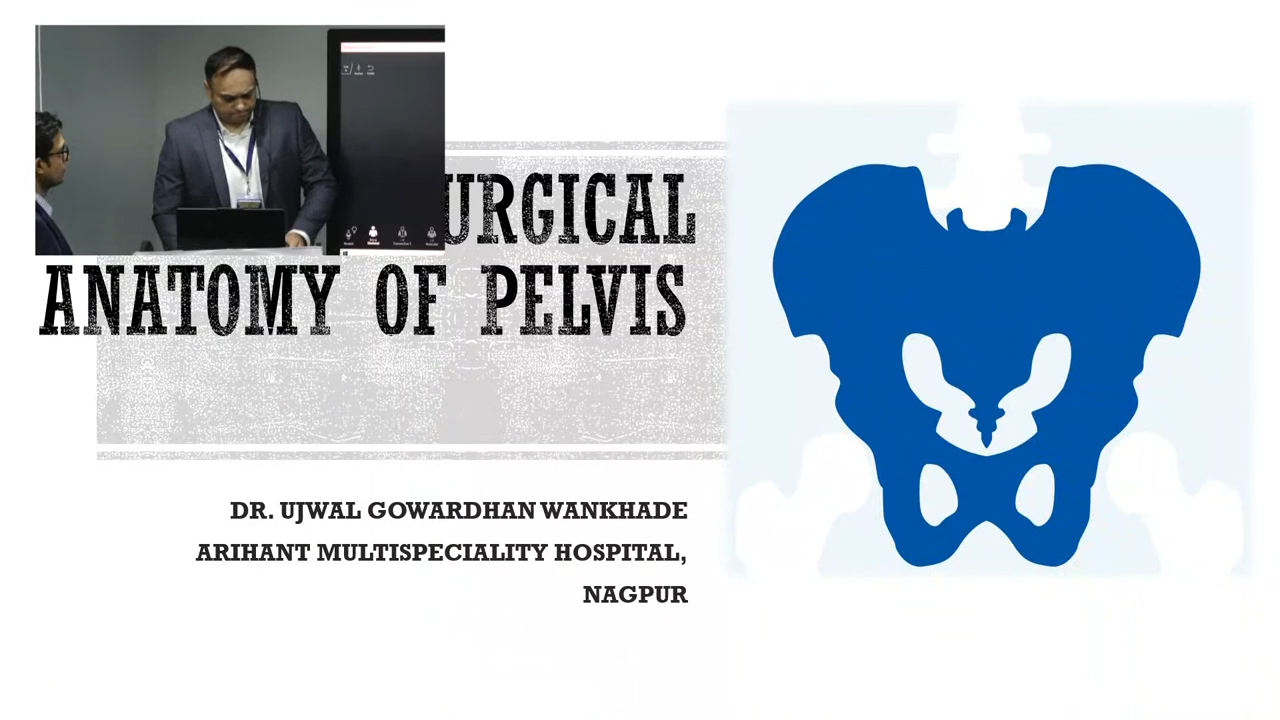 URGICAL
ANATOMY OF PELVIS
DR. UJWAL GOWARDHAN WANKHADE
ARIHANT MULTISPECIALITY HOSPITAL,
NAGPUR